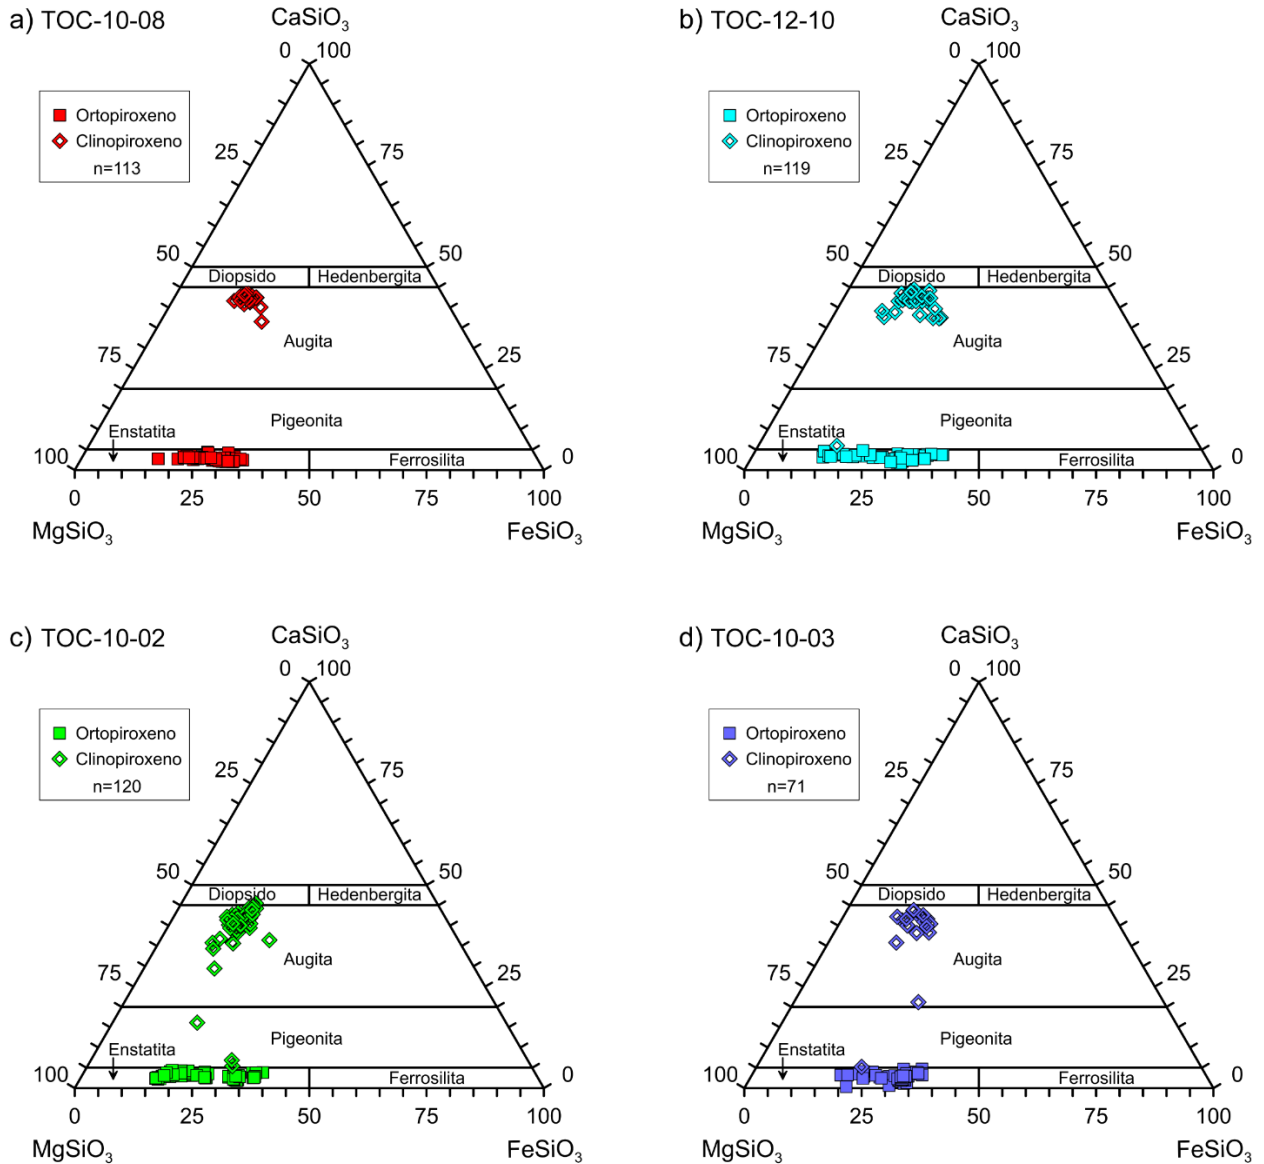 a) TOC-10-08
CaSiO₃
0 100
Ortopiroxeno
Clinopiroxeno
n=113
25 75
50 50
Diopsido Hedenbergita
Augita
75 25
Pigeonita
Enstatita
100 Ferrosilita 0
0 25 50 75 100
MgSiO₃ FeSiO₃
b) TOC-12-10
CaSiO₃
0 100
Ortopiroxeno
Clinopiroxeno
n=119
25 75
50 50
Diopsido Hedenbergita
Augita
75 25
Pigeonita
Enstatita
100 Ferrosilita 0
0 25 50 75 100
MgSiO₃ FeSiO₃
c) TOC-10-02
CaSiO₃
0 100
Ortopiroxeno
Clinopiroxeno
n=120
25 75
50 50
Diopsido Hedenbergita
Augita
75 25
Pigeonita
Enstatita
100 Ferrosilita 0
0 25 50 75 100
MgSiO₃ FeSiO₃
d) TOC-10-03
CaSiO₃
0 100
Ortopiroxeno
Clinopiroxeno
n=71
25 75
50 50
Diopsido Hedenbergita
Augita
75 25
Pigeonita
Enstatita
100 Ferrosilita 0
0 25 50 75 100
MgSiO₃ FeSiO₃